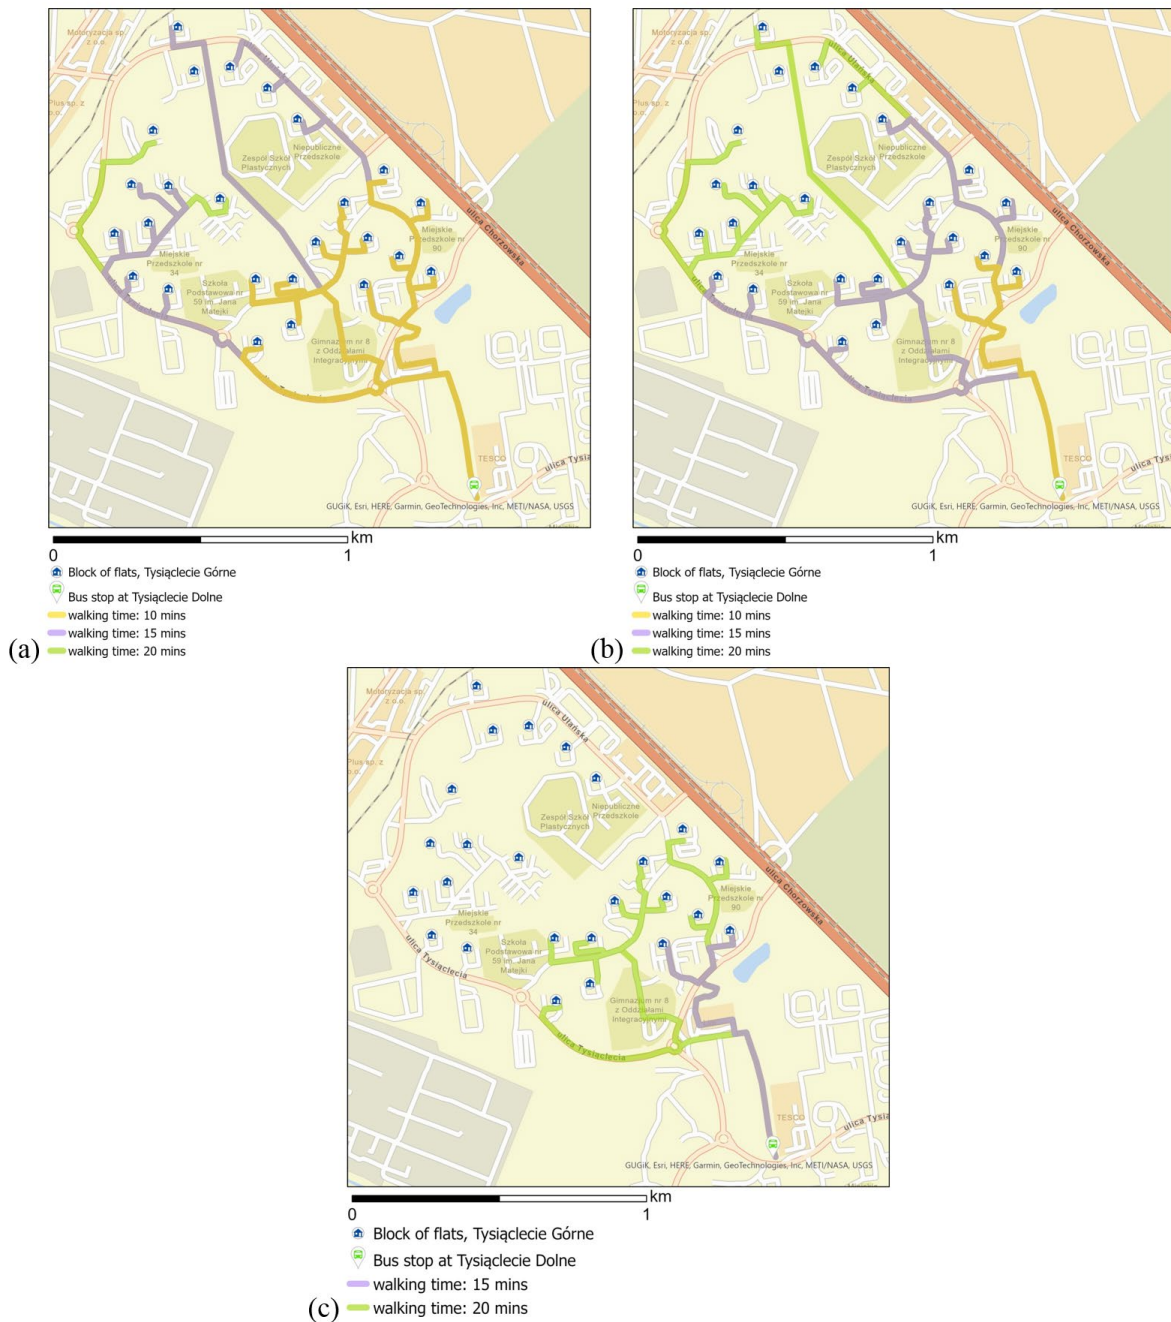 (a)
Motoryzacja sp.
z o.o.
Plus sp. z
o.o.
ulica Ułańska
Zespół Szkół
Plastycznych
Niepubliczne
Przedszkole
ulica Chorzowska
Miejskie
Przedszkole nr
90
Miejskie
Przedszkole nr
34
Szkoła
Podstawowa nr
59 im. Jana
Matejki
Gimnazjum nr 8
z Oddziałami
Integracyjnymi
TESCO
ulica Tysią
GUGiK, Esri, HERE, Garmin, GeoTechnologies, Inc, METI/NASA, USGS
km
0 1
Block of flats, Tysiąclecie Górne
Bus stop at Tysiąclecie Dolne
walking time: 10 mins
walking time: 15 mins
walking time: 20 mins
(b)
Motoryzacja sp.
z o.o.
Plus sp. z
o.o.
ulica Ułańska
Zespół Szkół
Plastycznych
Niepubliczne
Przedszkole
ulica Chorzowska
Miejskie
Przedszkole nr
90
Miejskie
Przedszkole nr
34
Szkoła
Podstawowa nr
59 im. Jana
Matejki
Gimnazjum nr 8
z Oddziałami
Integracyjnymi
TESCO
ulica Tysią
GUGiK, Esri, HERE, Garmin, GeoTechnologies, Inc, METI/NASA, USGS
km
0 1
Block of flats, Tysiąclecie Górne
Bus stop at Tysiąclecie Dolne
walking time: 10 mins
walking time: 15 mins
walking time: 20 mins
(c)
Motoryzacja sp.
z o.o.
Plus sp. z
o.o.
ulica Ułańska
Zespół Szkół
Plastycznych
Niepubliczne
Przedszkole
ulica Chorzowska
Miejskie
Przedszkole nr
90
Miejskie
Przedszkole nr
34
Szkoła
Podstawowa nr
59 im. Jana
Matejki
ulica Tysiąclecia
Gimnazjum nr 8
z Oddziałami
Integracyjnymi
ulica Tysiąclecia
TESCO
ulica Tysią
GUGiK, Esri, HERE, Garmin, GeoTechnologies, Inc, METI/NASA, USGS
km
0 1
Block of flats, Tysiąclecie Górne
Bus stop at Tysiąclecie Dolne
walking time: 15 mins
walking time: 20 mins